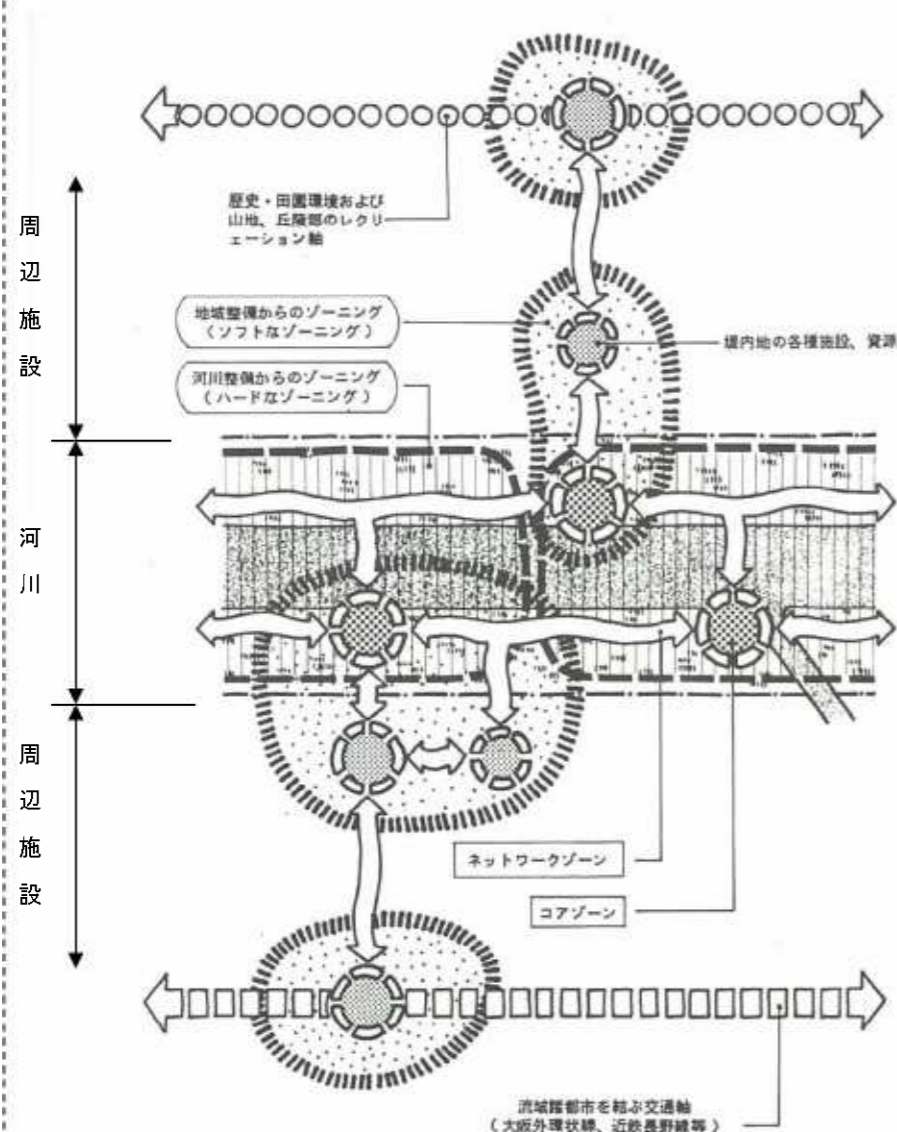 歴史・田園環境および
山地、丘陵部のレクリ
ェーション軸
周辺施設
地域整備からのゾーニング
(ソフトなゾーニング)
堤内地の各種施設、資源
河川整備からのゾーニング
(ハードなゾーニング)
河川
周辺施設
ネットワークゾーン
コアゾーン
流域諸都市を結ぶ交通軸
(大阪外環状線、近鉄長野線等)